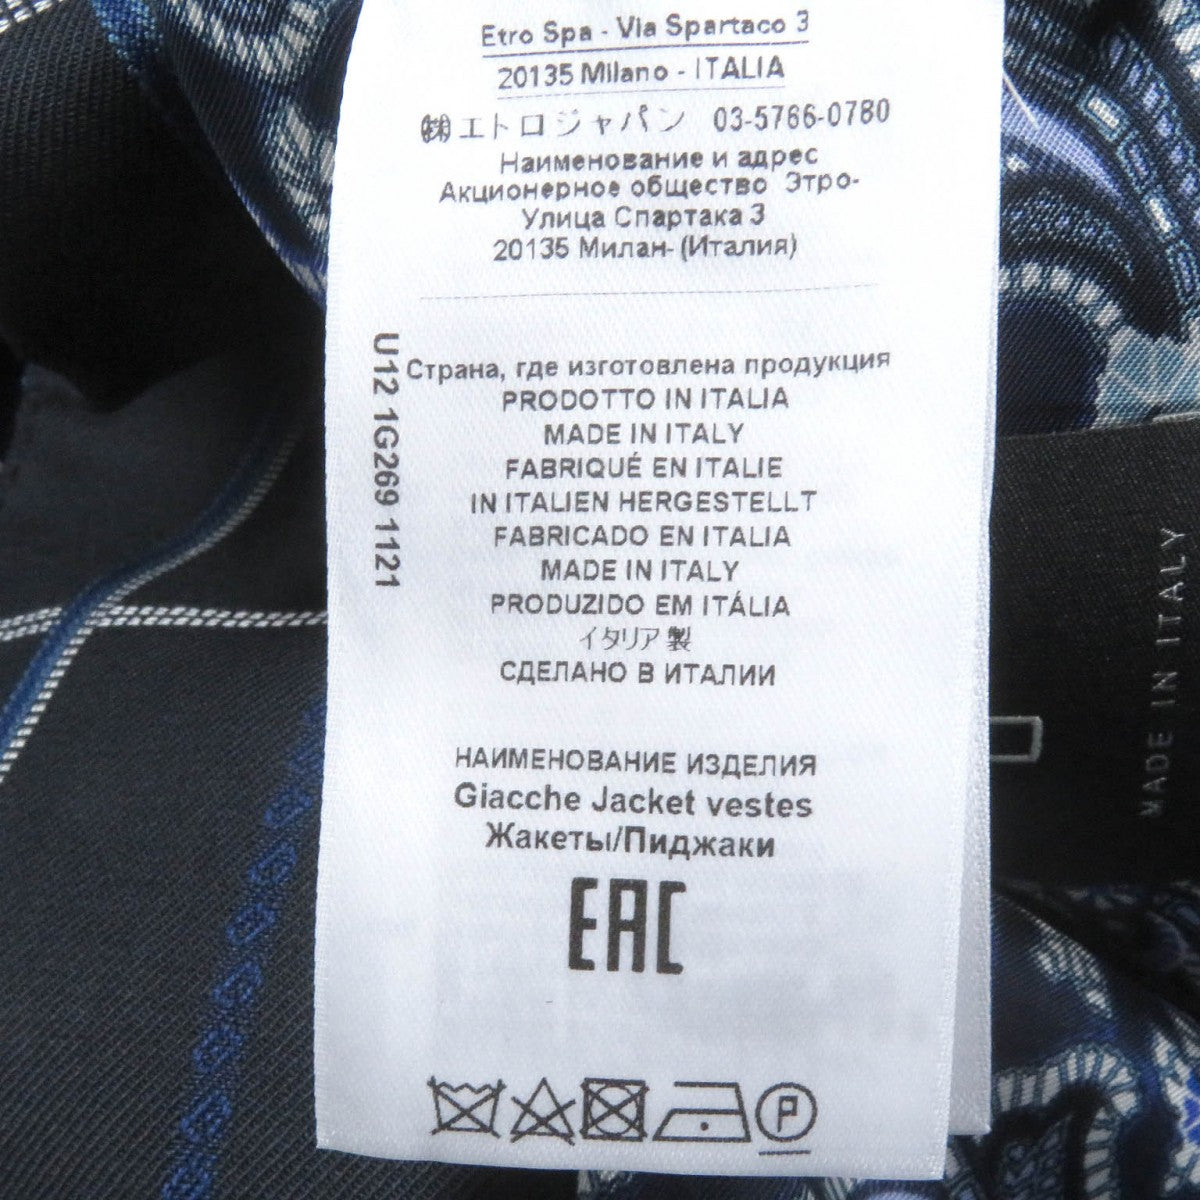 Etro Spa - Via Spartaco 3
20135 Milano - ITALIA
㈱エトロジャパン 03-5766-0780
Наименование и адрес
Акционерное общество Этро-
Улица Спартака 3
20135 Милан- (Италия)
U12 1G269 1121
Страна, где изготовлена продукция
PRODOTTO IN ITALIA
MADE IN ITALY
FABRIQUÉ EN ITALIE
IN ITALIEN HERGESTELLT
FABRICADO EN ITALIA
MADE IN ITALY
PRODUZIDO EM ITÁLIA
イタリア製
СДЕЛАНО В ИТАЛИИ
НАИМЕНОВАНИЕ ИЗДЕЛИЯ
Giacche Jacket vestes
Жакеты/Пиджаки
EAC
P
MADE IN ITALY